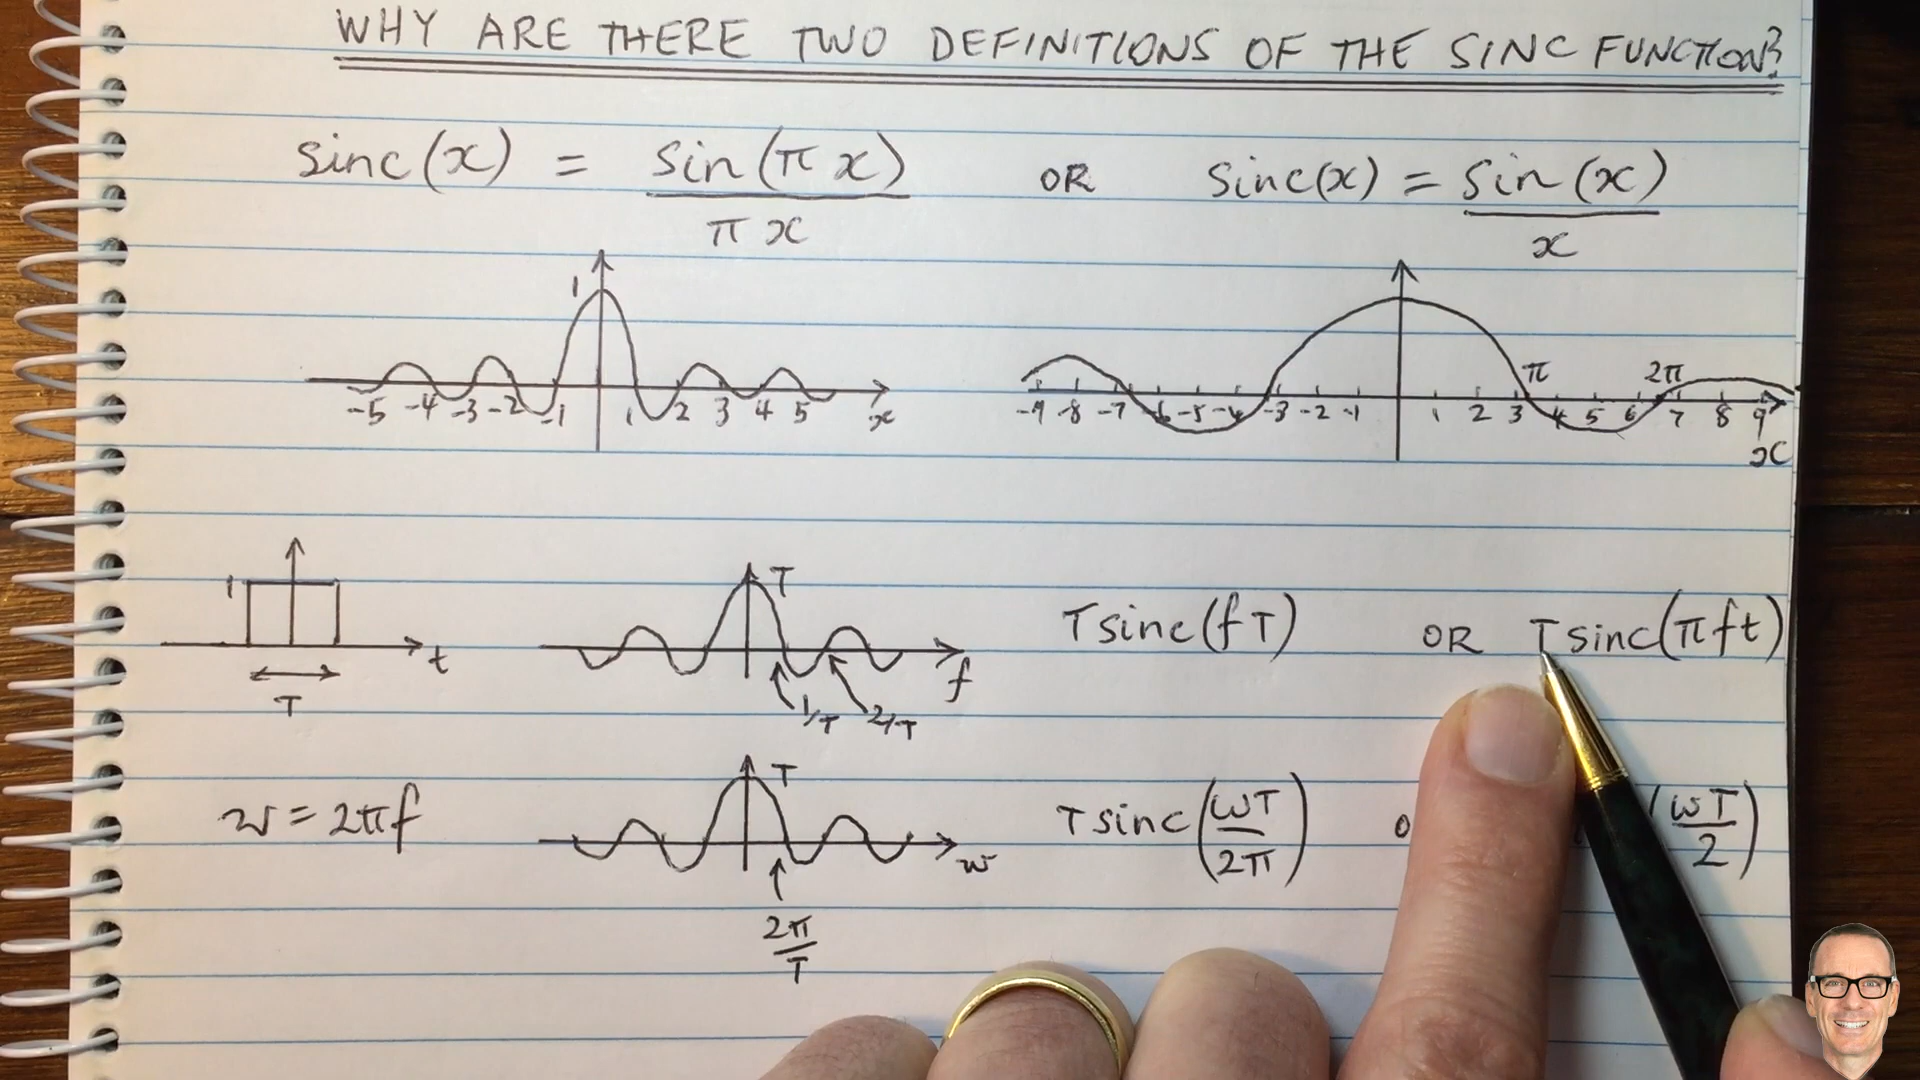 WHY ARE THERE TWO DEFINITIONS OF THE SINC FUNCTION?
sinc(x) = sin(πx)/πx OR sinc(x) = sin(x)/x
1
π 2π
-5 -4 -3 -2 -1 1 2 3 4 5 x
-9 -8 -7 -6 -5 -4 -3 -2 -1 1 2 3 4 5 6 7 8 9 x
1 t T
T f 1/T 2/T
T sinc(fT) OR T sinc(πft)
w = 2πf
T w 2π/T
T sinc(ωT/2π) (ωT/2)